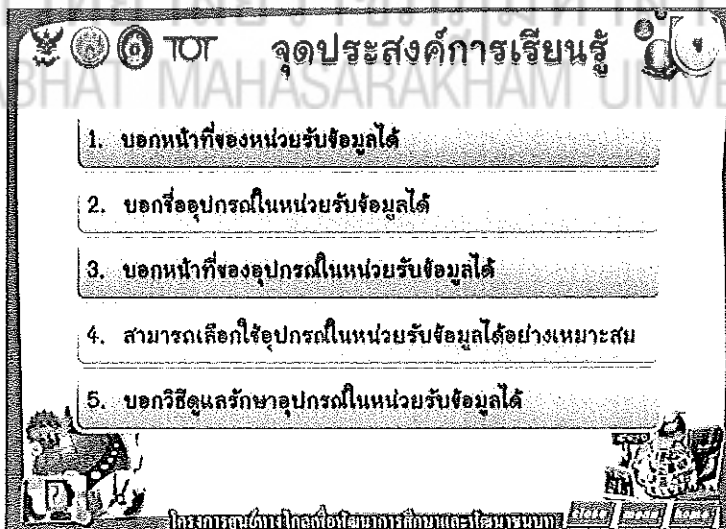 TOT จุดประสงค์การเรียนรู้
BHAT MAHASARAKHAM UNIVE
1. บอกหน้าที่ของหน่วยรับข้อมูลได้
2. บอกชื่ออุปกรณ์ในหน่วยรับข้อมูลได้
3. บอกหน้าที่ของอุปกรณ์ในหน่วยรับข้อมูลได้
4. สามารถเลือกใช้อุปกรณ์ในหน่วยรับข้อมูลได้อย่างเหมาะสม
5. บอกวิธีดูแลรักษาอุปกรณ์ในหน่วยรับข้อมูลได้